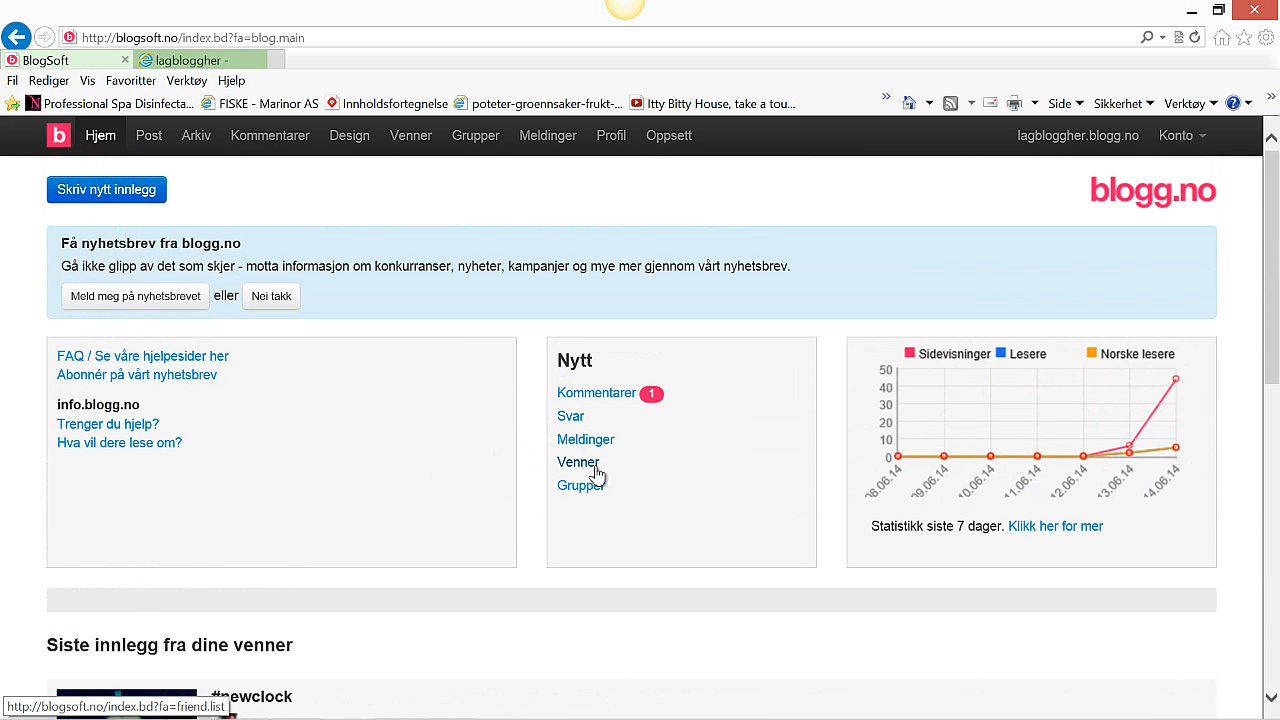 http://blogsoft.no/index.bd?fa=blog.main
BlogSoft
lagbloggher -
Fil Rediger Vis Favoritter Verktøy Hjelp
Professional Spa Disinfecta... FISKE - Marinor AS Innholdsfortegnelse poteter-groennsaker-frukt-... Itty Bitty House, take a tou...
Side Sikkerhet Verktøy
b Hjem Post Arkiv Kommentarer Design Venner Grupper Meldinger Profil Oppsett lagbloggher.blogg.no Konto
Skriv nytt innlegg
blogg.no
Få nyhetsbrev fra blogg.no
Gå ikke glipp av det som skjer - motta informasjon om konkurranser, nyheter, kampanjer og mye mer gjennom vårt nyhetsbrev.
Meld meg på nyhetsbrevet eller Nei takk
FAQ / Se våre hjelpesider her
Abonnér på vårt nyhetsbrev
info.blogg.no
Trenger du hjelp?
Hva vil dere lese om?
Nytt
Kommentarer 1
Svar
Meldinger
Venner
Grupper
Sidevisninger Lesere Norske lesere
50
40
30
20
10
0
08.06.14 09.06.14 10.06.14 11.06.14 12.06.14 13.06.14 14.06.14
Statistikk siste 7 dager. Klikk her for mer
Siste innlegg fra dine venner
#newclock
http://blogsoft.no/index.bd?fa=friend.list